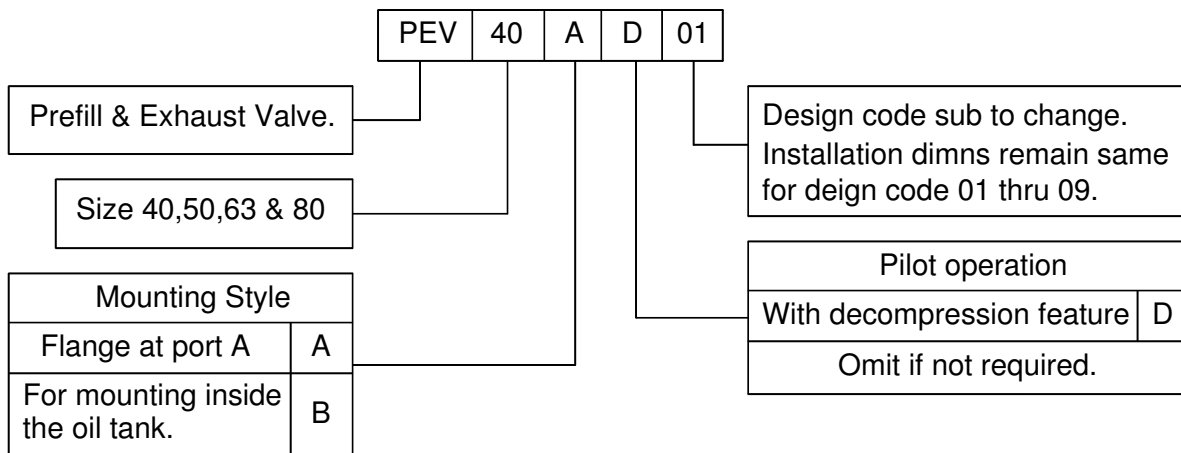 PEV 40 A D 01
Prefill & Exhaust Valve.
Size 40,50,63 & 80
Mounting Style
Flange at port A A
For mounting inside
the oil tank. B
Design code sub to change.
Installation dimns remain same
for deign code 01 thru 09.
Pilot operation
With decompression feature D
Omit if not required.